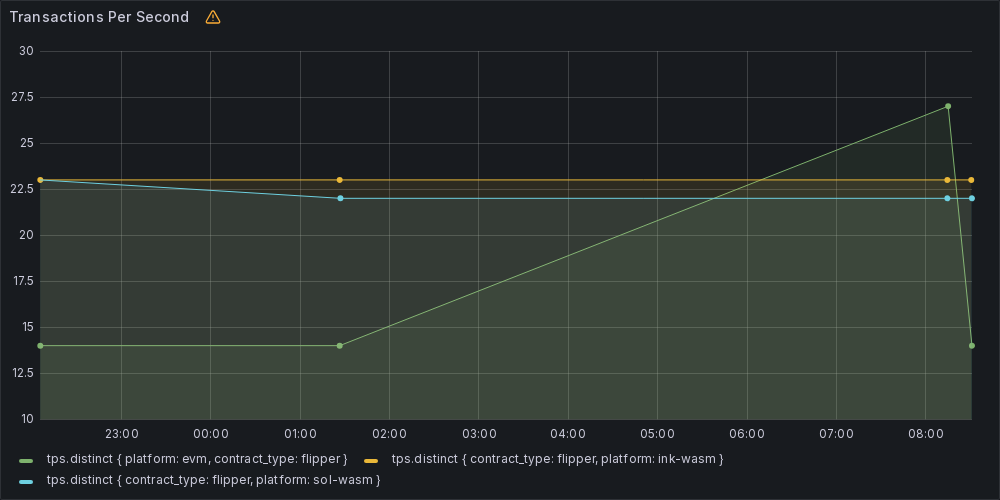 Transactions Per Second
30
27.5
25
22.5
20
17.5
15
12.5
10
23:00 00:00 01:00 02:00 03:00 04:00 05:00 06:00 07:00 08:00
tps.distinct { platform: evm, contract_type: flipper } tps.distinct { contract_type: flipper, platform: ink-wasm }
tps.distinct { contract_type: flipper, platform: sol-wasm }